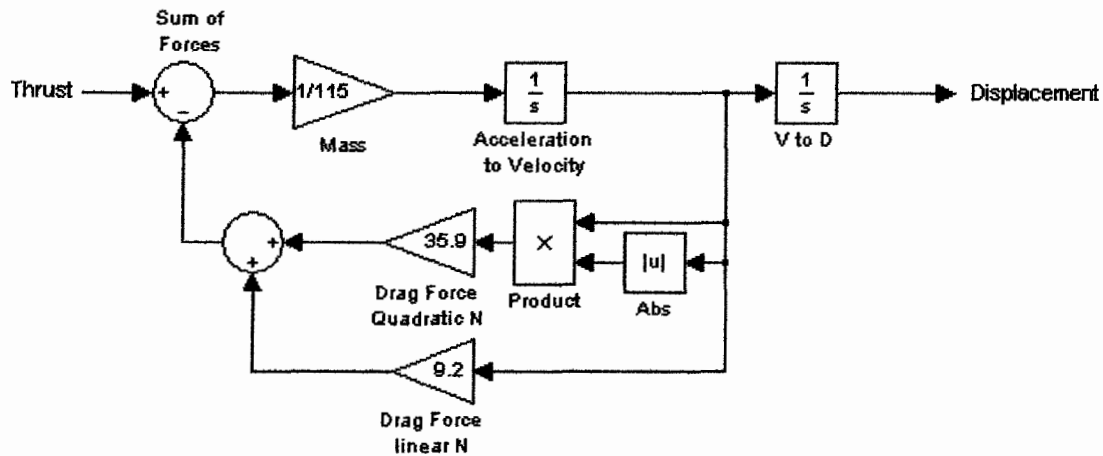 Sum of
Forces
Thrust
+
−
1/115
Mass
1
s
Acceleration
to Velocity
1
s
V to D
Displacement
+
+
35.9
Drag Force
Quadratic N
×
Product
|u|
Abs
9.2
Drag Force
linear N